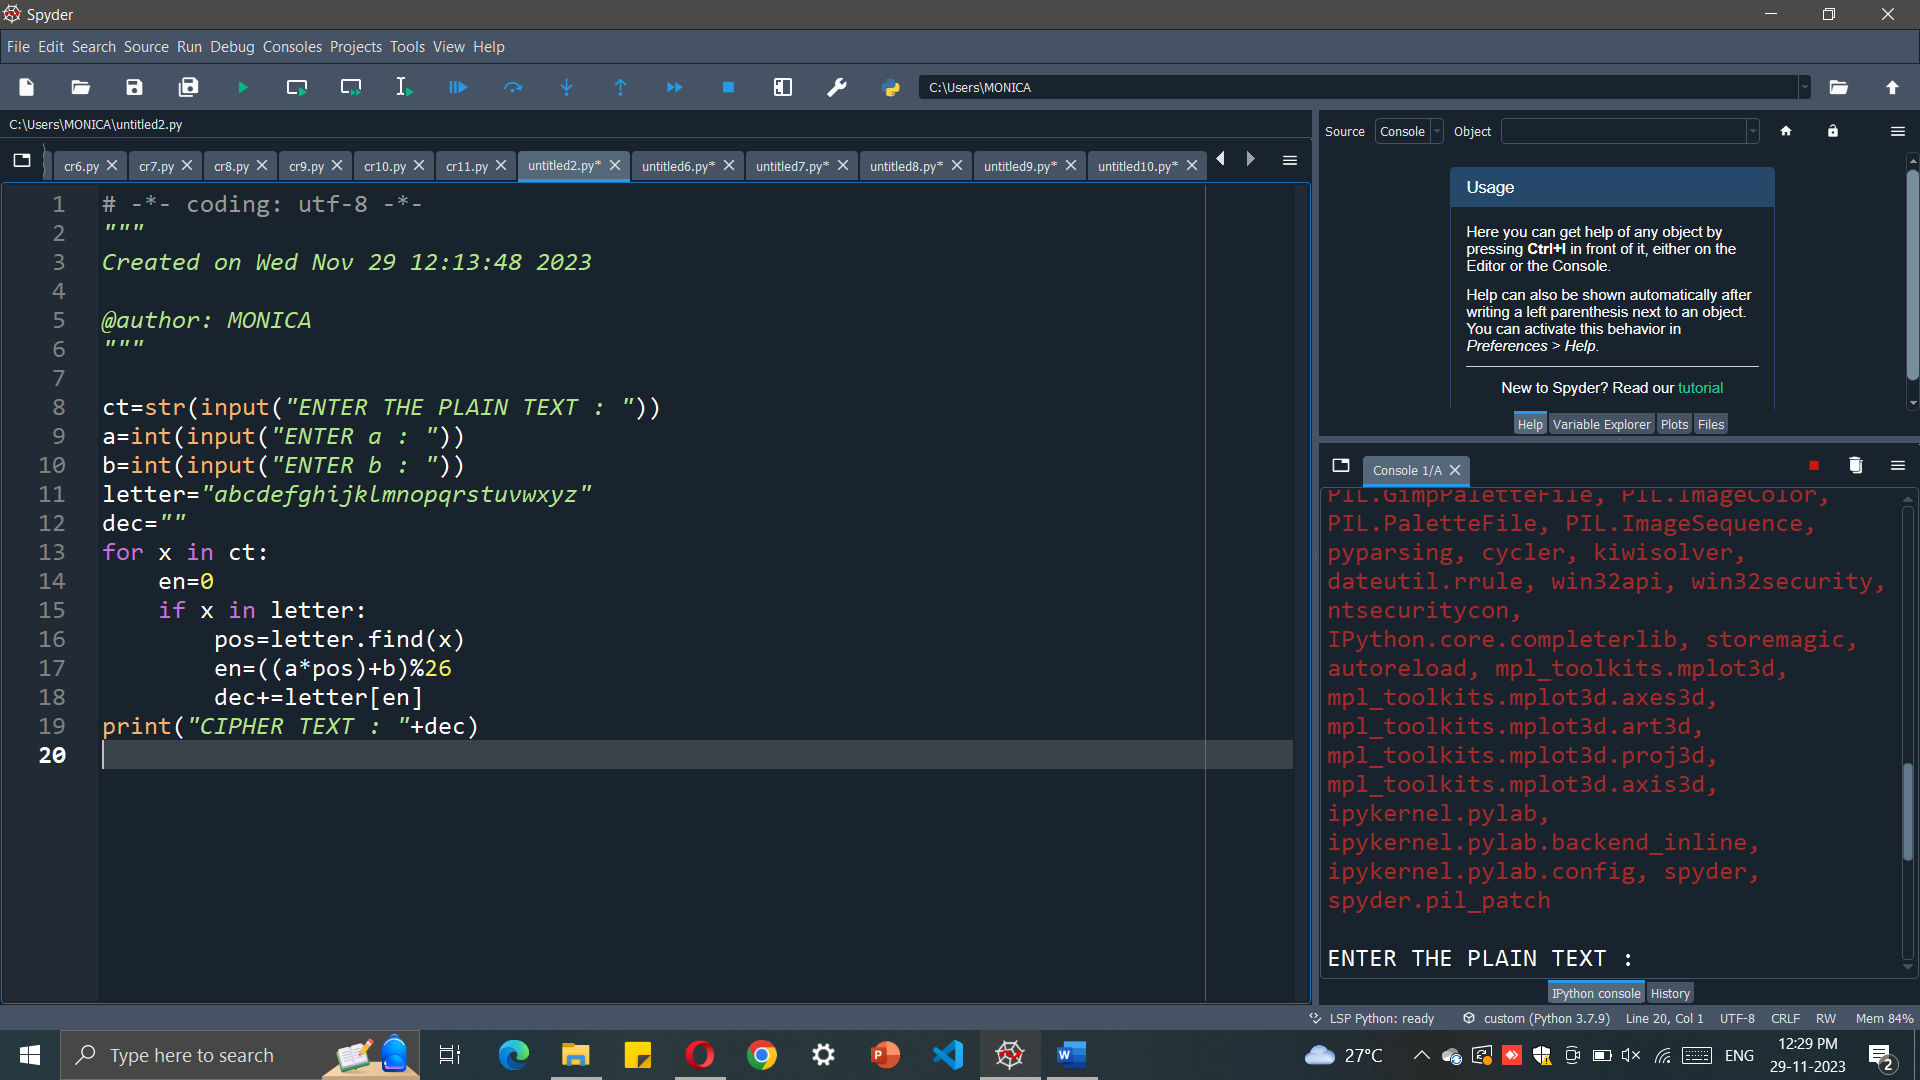 Spyder
File Edit Search Source Run Debug Consoles Projects Tools View Help
C:\Users\MONICA
C:\Users\MONICA\untitled2.py
cr6.py cr7.py cr8.py cr9.py cr10.py cr11.py untitled2.py* untitled6.py* untitled7.py* untitled8.py* untitled9.py* untitled10.py*
1 # -*- coding: utf-8 -*-
2 """
3 Created on Wed Nov 29 12:13:48 2023
4
5 @author: MONICA
6 """
7
8 ct=str(input("ENTER THE PLAIN TEXT : "))
9 a=int(input("ENTER a : "))
10 b=int(input("ENTER b : "))
11 letter="abcdefghijklmnopqrstuvwxyz"
12 dec=""
13 for x in ct:
14     en=0
15     if x in letter:
16         pos=letter.find(x)
17         en=((a*pos)+b)%26
18         dec+=letter[en]
19 print("CIPHER TEXT : "+dec)
20
Source Console Object
Usage
Here you can get help of any object by
pressing Ctrl+I in front of it, either on the
Editor or the Console.
Help can also be shown automatically after
writing a left parenthesis next to an object.
You can activate this behavior in
Preferences > Help.
New to Spyder? Read our tutorial
Help Variable Explorer Plots Files
Console 1/A
PIL.GimpPaletteFile, PIL.ImageColor,
PIL.PaletteFile, PIL.ImageSequence,
pyparsing, cycler, kiwisolver,
dateutil.rrule, win32api, win32security,
ntsecuritycon,
IPython.core.completerlib, storemagic,
autoreload, mpl_toolkits.mplot3d,
mpl_toolkits.mplot3d.axes3d,
mpl_toolkits.mplot3d.art3d,
mpl_toolkits.mplot3d.proj3d,
mpl_toolkits.mplot3d.axis3d,
ipykernel.pylab,
ipykernel.pylab.backend_inline,
ipykernel.pylab.config, spyder,
spyder.pil_patch
ENTER THE PLAIN TEXT :
IPython console History
LSP Python: ready custom (Python 3.7.9) Line 20, Col 1 UTF-8 CRLF RW Mem 84%
Type here to search
27°C ENG
12:29 PM
29-11-2023
2